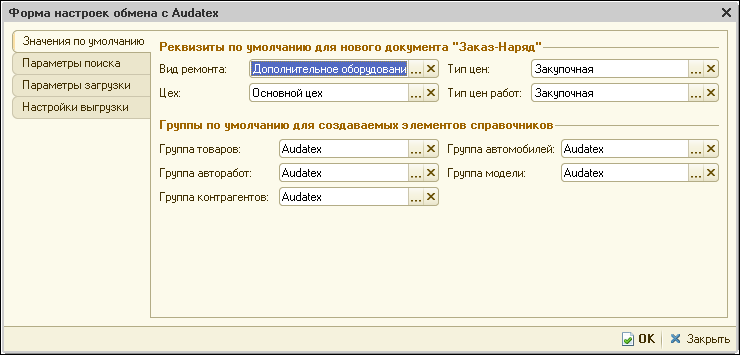 Форма настроек обмена с Audatex
Значения по умолчанию
Параметры поиска
Параметры загрузки
Настройки выгрузки
Реквизиты по умолчанию для нового документа "Заказ-Наряд"
Вид ремонта: Дополнительное оборудовани ... Тип цен: Закупочная ...
Цех: Основной цех ... Тип цен работ: Закупочная ...
Группы по умолчанию для создаваемых элементов справочников
Группа товаров: Audatex ... Группа автомобилей: Audatex ...
Группа авторабот: Audatex ... Группа модели: Audatex ...
Группа контрагентов: Audatex ...
OK Закрыть